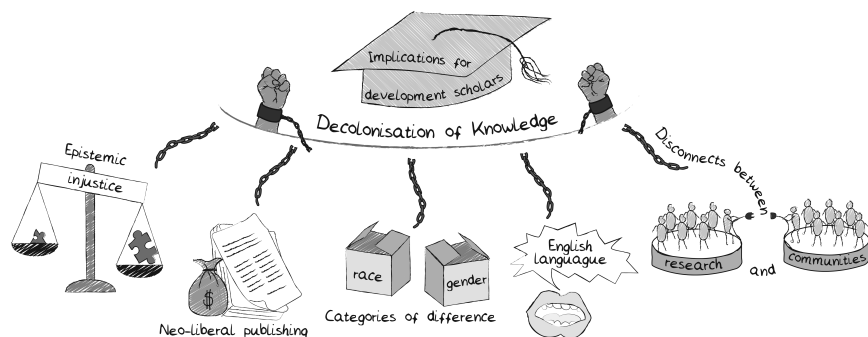 Implications for
development scholars
Decolonisation of Knowledge
Epistemic
injustice
$
Neo-liberal publishing
race
gender
Categories of difference
English
languague
Disconnects between
research
and
communities